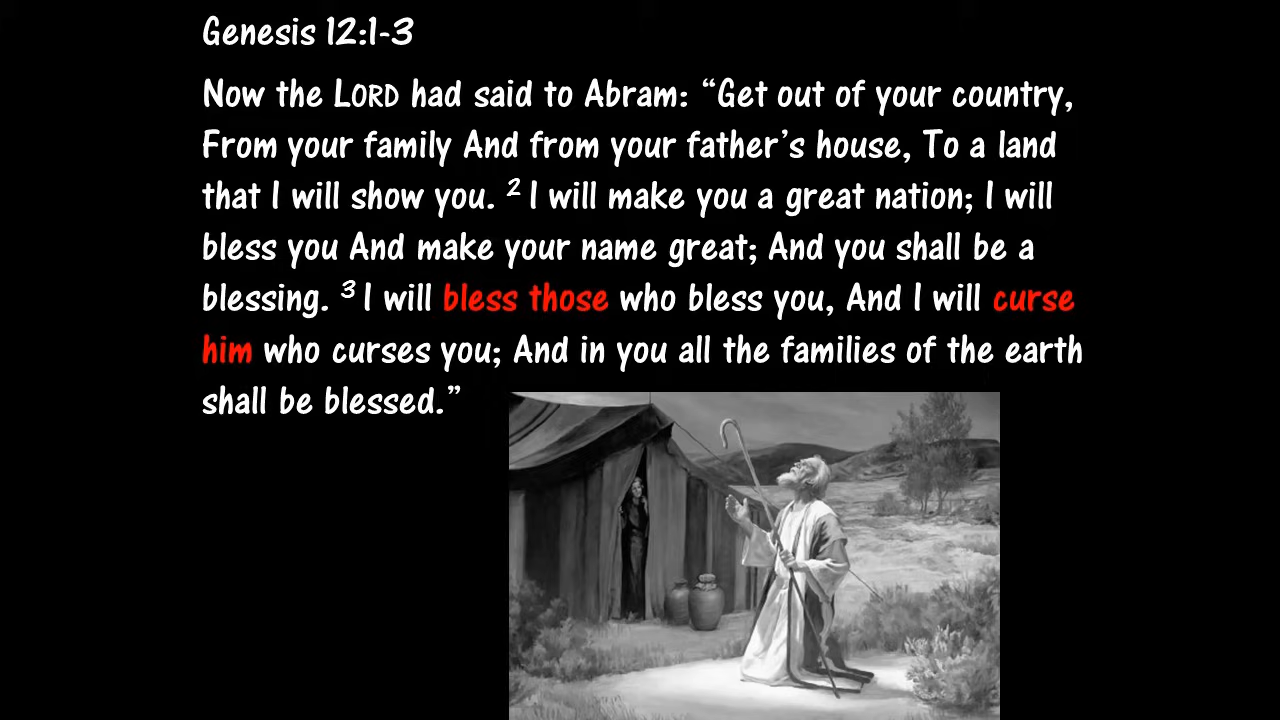 Genesis 12:1-3
Now the LORD had said to Abram: “Get out of your country,
From your family And from your father’s house, To a land
that I will show you. 2 I will make you a great nation; I will
bless you And make your name great; And you shall be a
blessing. 3 I will bless those who bless you, And I will curse
him who curses you; And in you all the families of the earth
shall be blessed.”